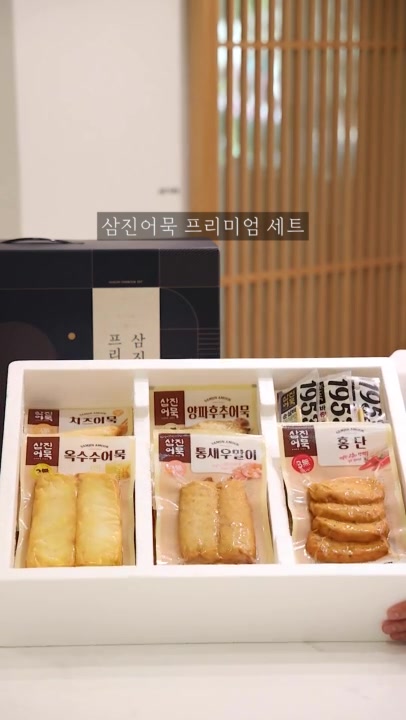 삼진어묵 프리미엄 세트
삼진
프리
삼진
어묵
치즈어묵
삼진
어묵
양파후추어묵
1953
1953
삼진
어묵
옥수수어묵
삼진
어묵
통새우말이
삼진
어묵
홍단